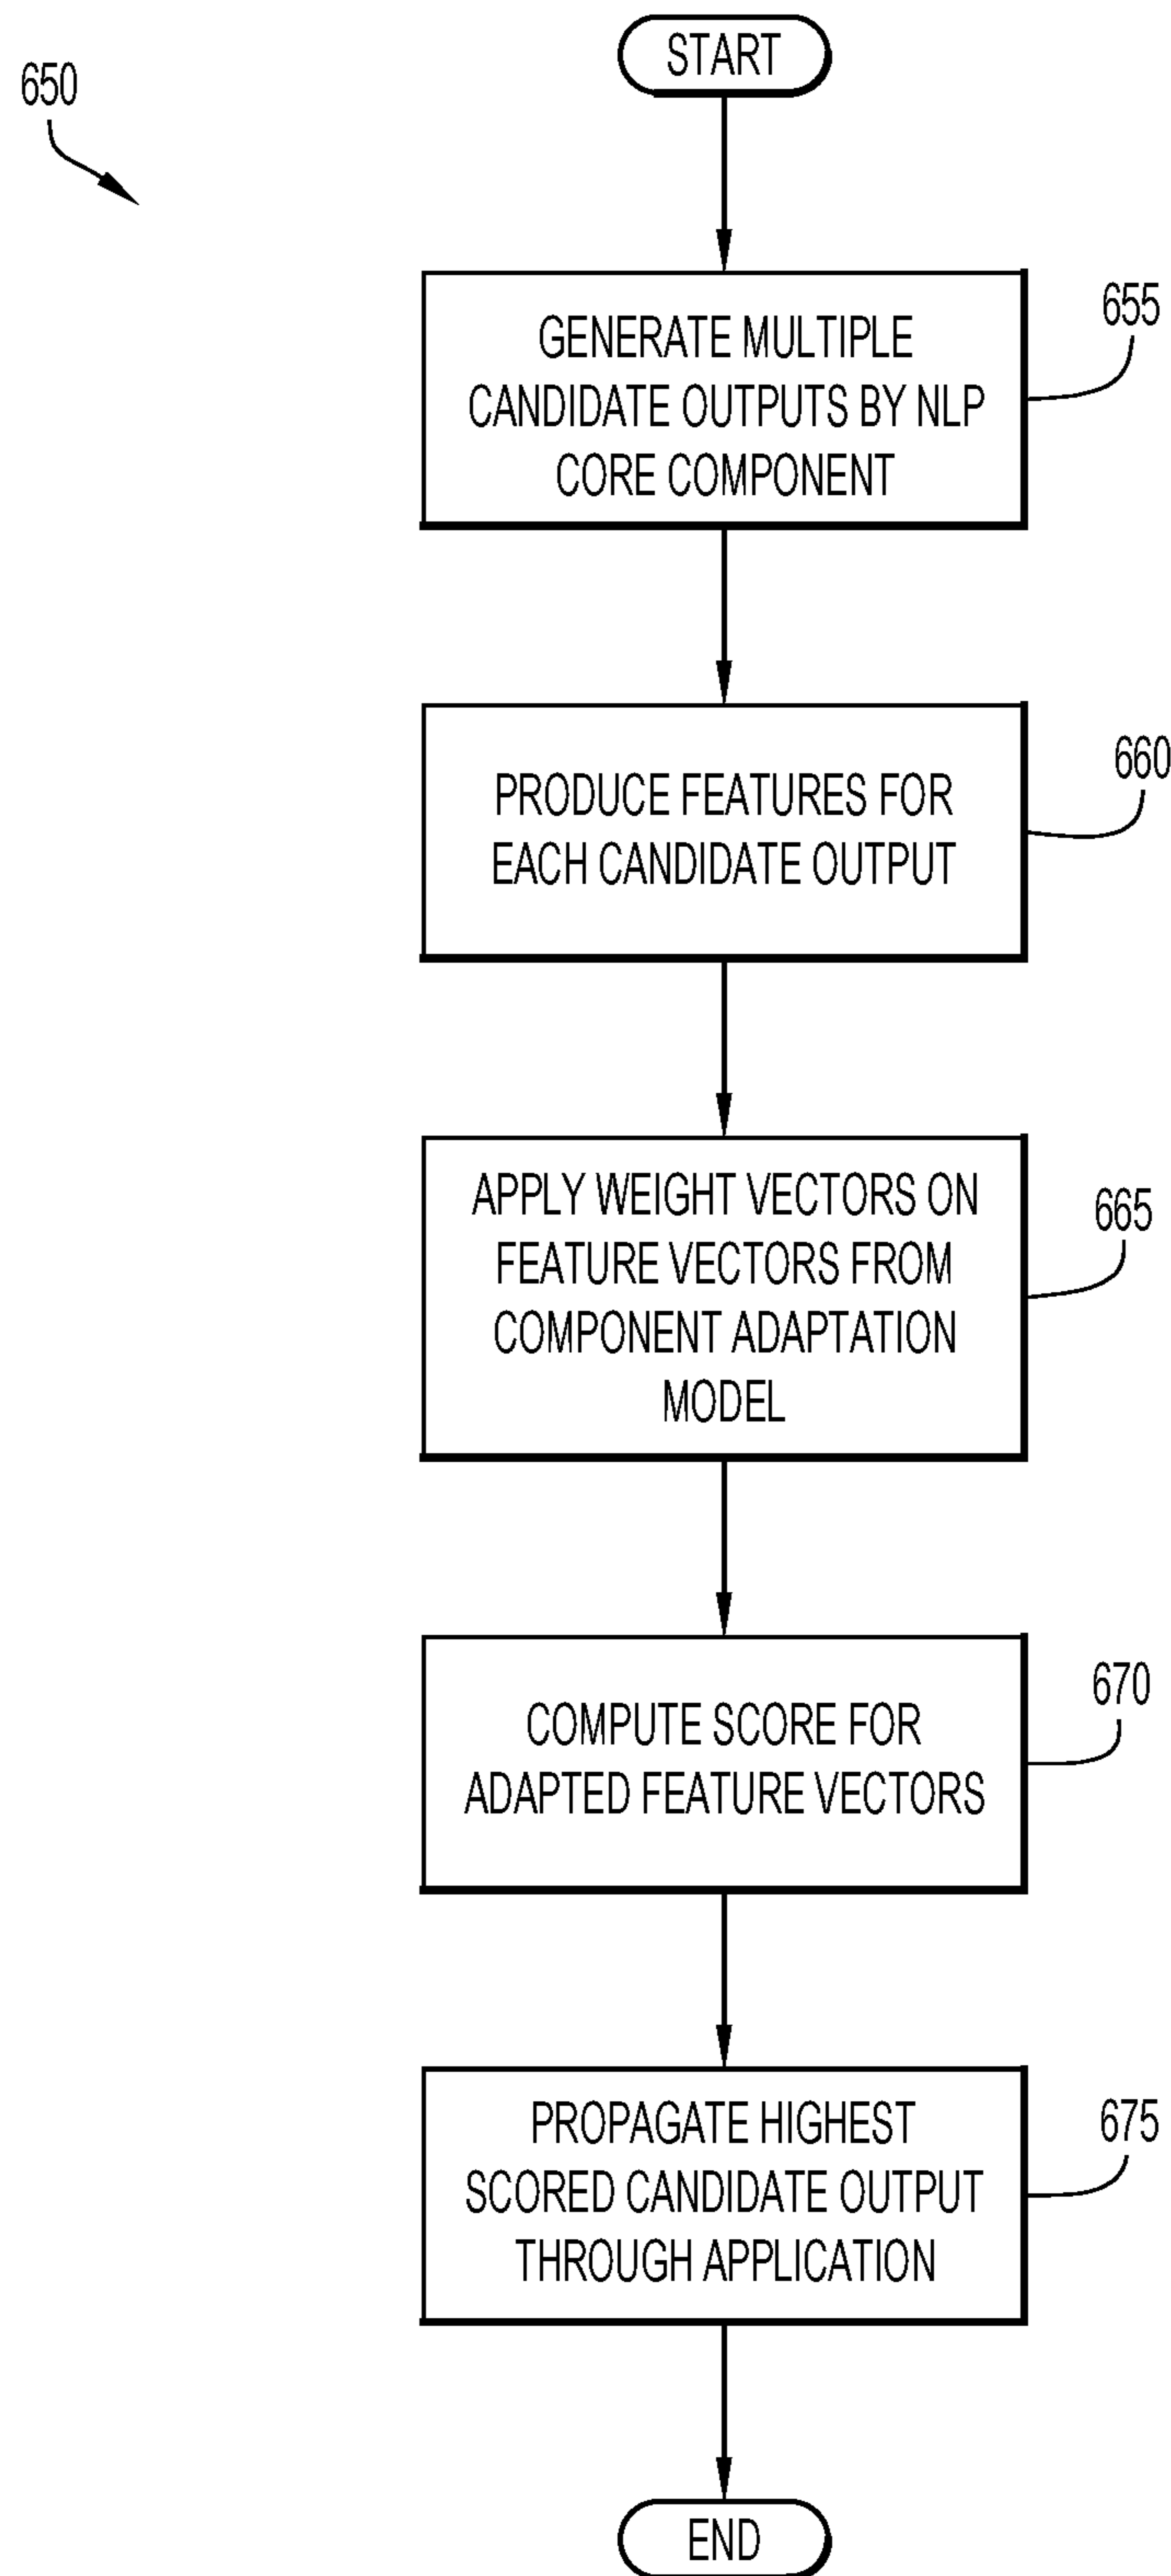 START
650
GENERATE MULTIPLE
CANDIDATE OUTPUTS BY NLP
CORE COMPONENT
655
PRODUCE FEATURES FOR
EACH CANDIDATE OUTPUT
660
APPLY WEIGHT VECTORS ON
FEATURE VECTORS FROM
COMPONENT ADAPTATION
MODEL
665
COMPUTE SCORE FOR
ADAPTED FEATURE VECTORS
670
PROPAGATE HIGHEST
SCORED CANDIDATE OUTPUT
THROUGH APPLICATION
675
END